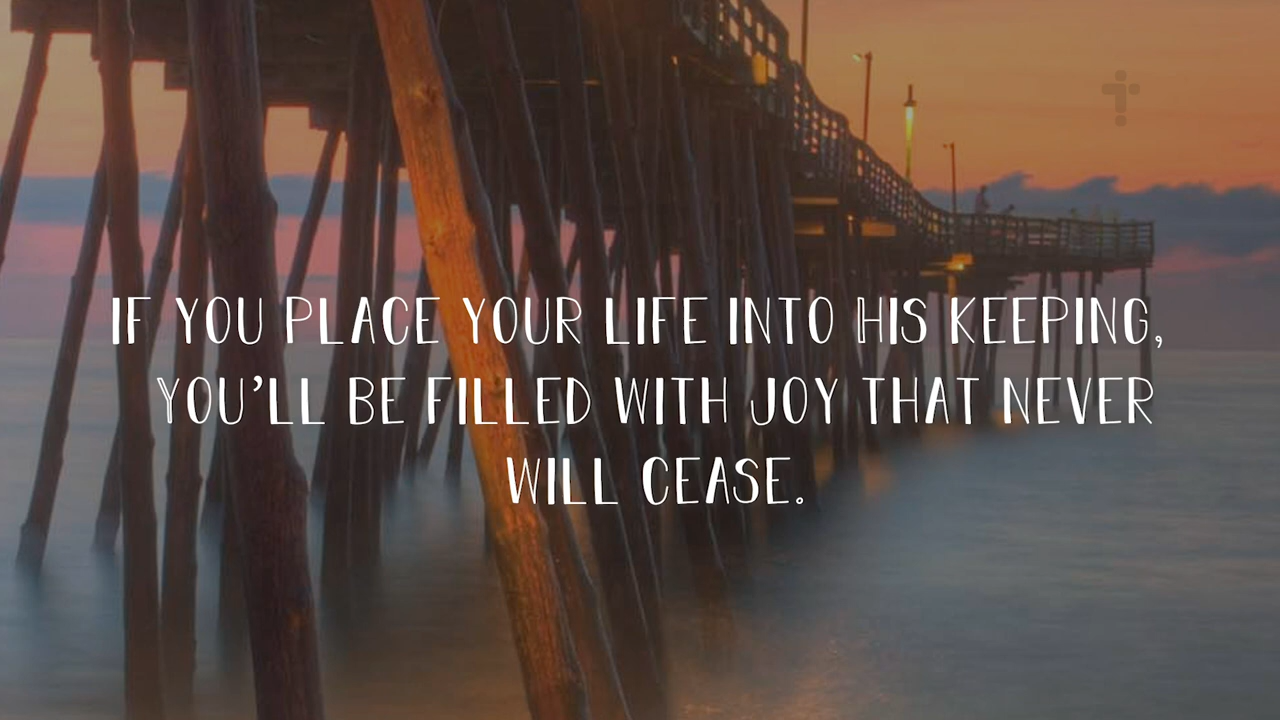 IF YOU PLACE YOUR LIFE INTO HIS KEEPING,
YOU'LL BE FILLED WITH JOY THAT NEVER
WILL CEASE.